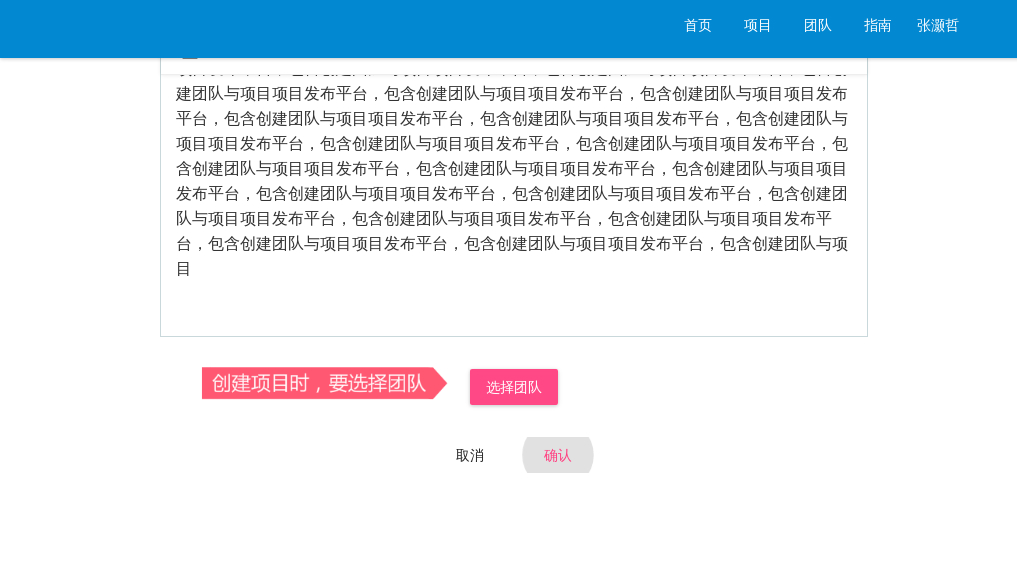 首页 项目 团队 指南 张灏哲
建团队与项目项目发布平台，包含创建团队与项目项目发布平台，包含创建团队与项目项目发布
平台，包含创建团队与项目项目发布平台，包含创建团队与项目项目发布平台，包含创建团队与
项目项目发布平台，包含创建团队与项目项目发布平台，包含创建团队与项目项目发布平台，包
含创建团队与项目项目发布平台，包含创建团队与项目项目发布平台，包含创建团队与项目项目
发布平台，包含创建团队与项目项目发布平台，包含创建团队与项目项目发布平台，包含创建团
队与项目项目发布平台，包含创建团队与项目项目发布平台，包含创建团队与项目项目发布平
台，包含创建团队与项目项目发布平台，包含创建团队与项目项目发布平台，包含创建团队与项
目
创建项目时，要选择团队
选择团队
取消 确认